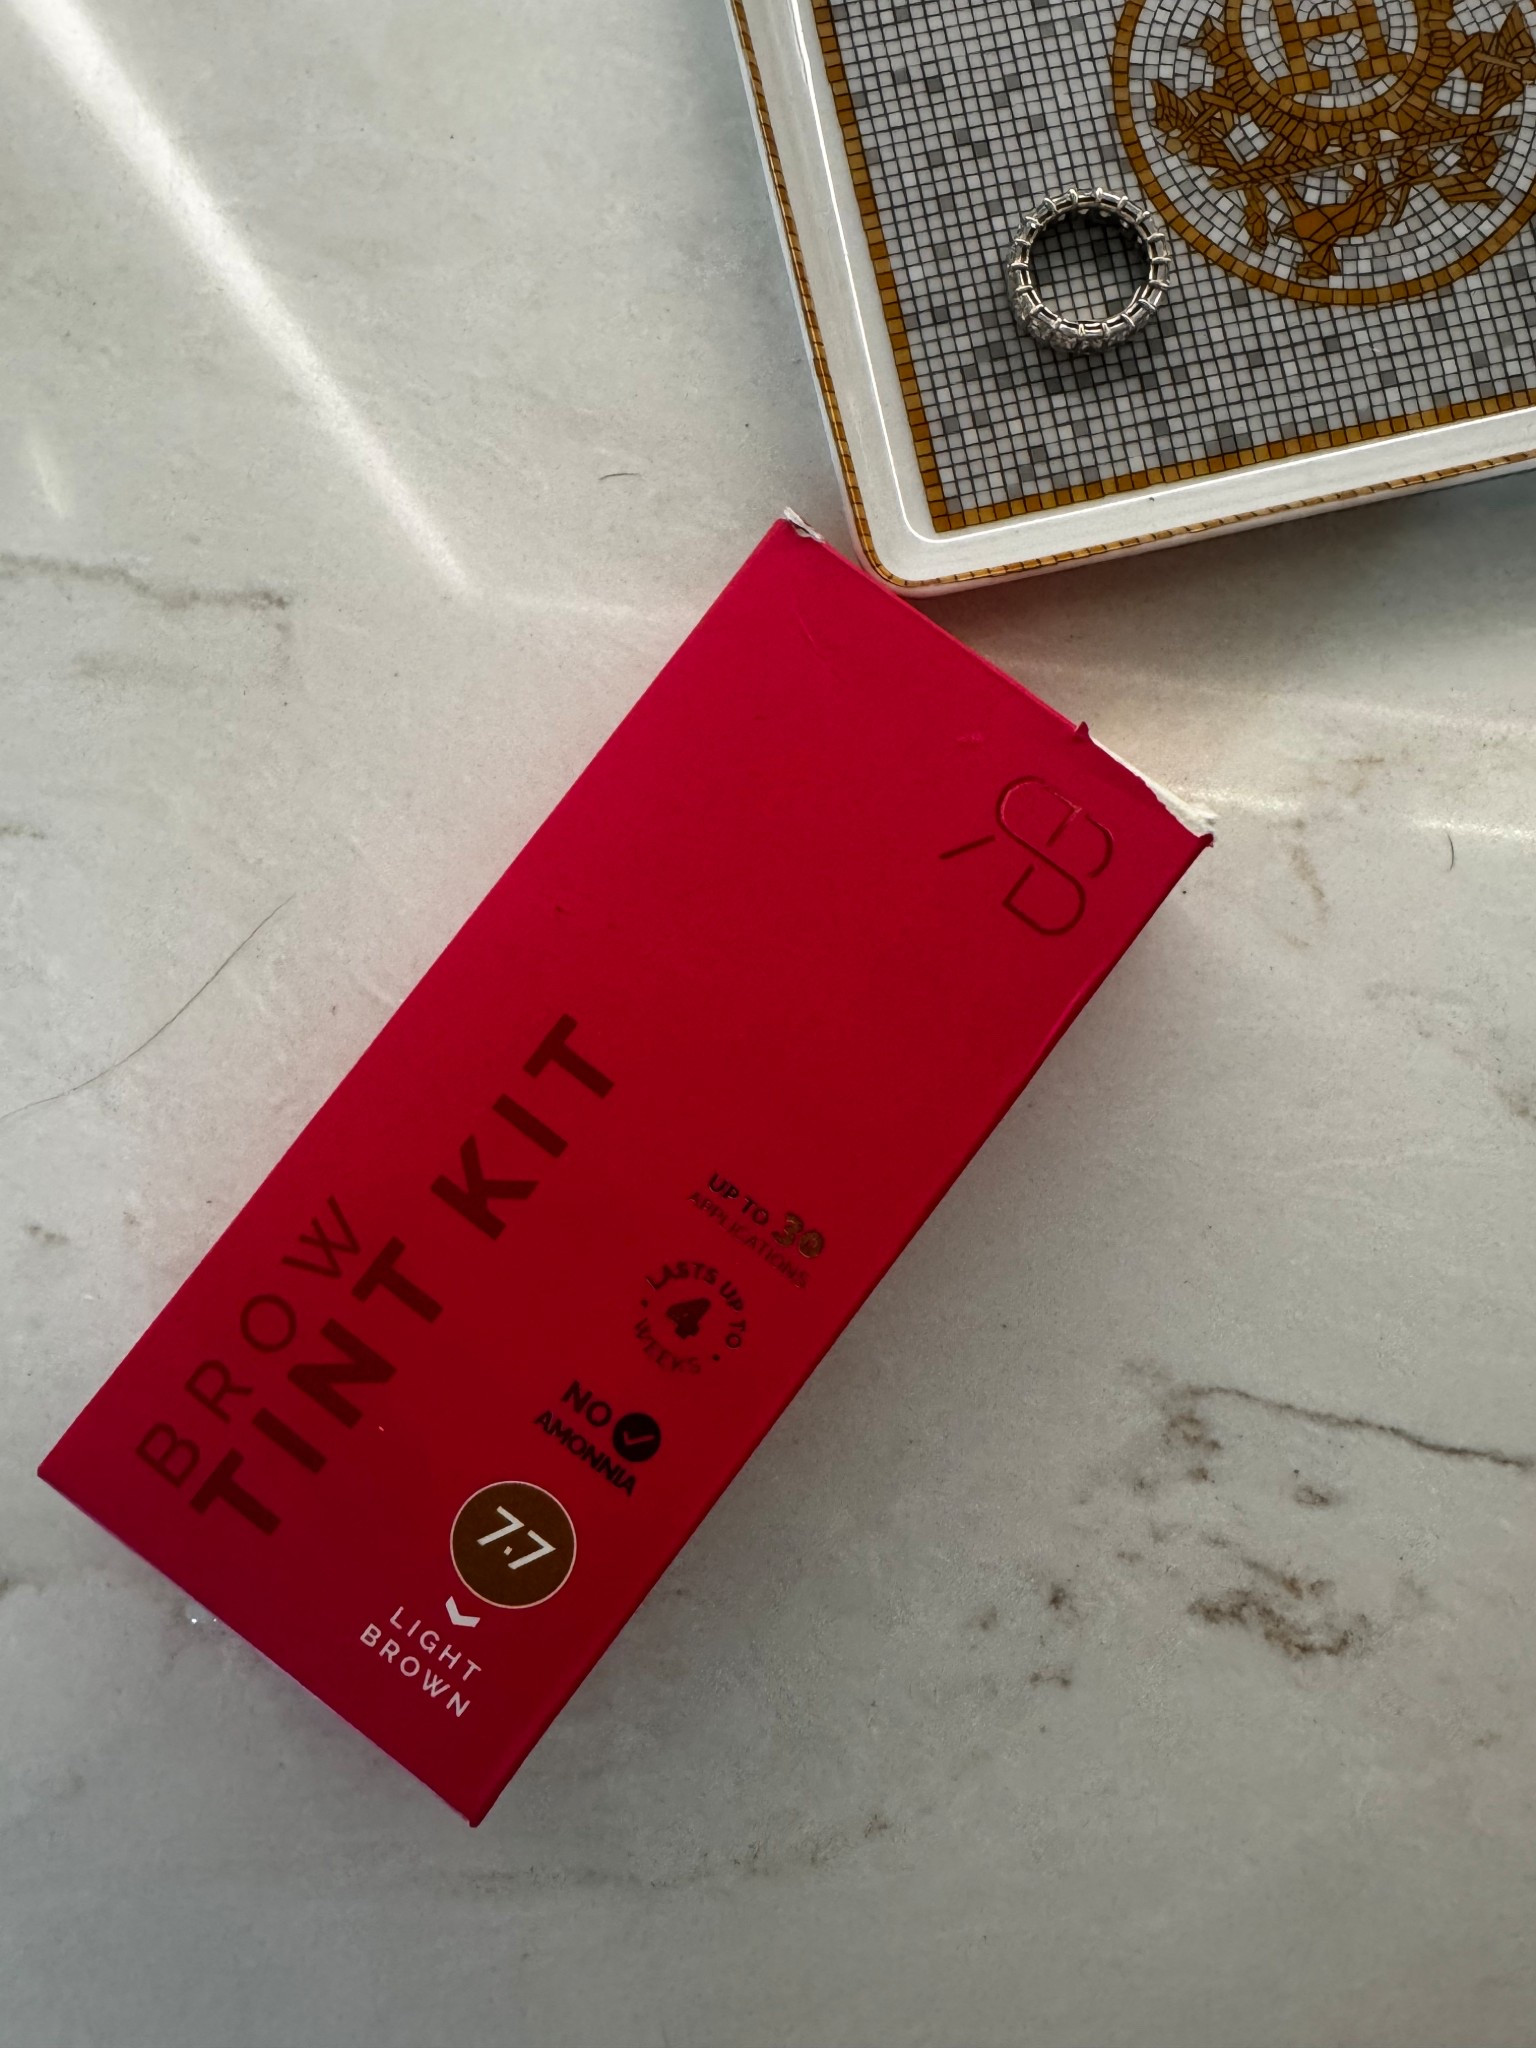 H
BROW
TINT KIT
UP TO 30
APPLICATIONS
LASTS UP TO
4
WEEKS
NO
AMONNIA
7.7
LIGHT
BROWN